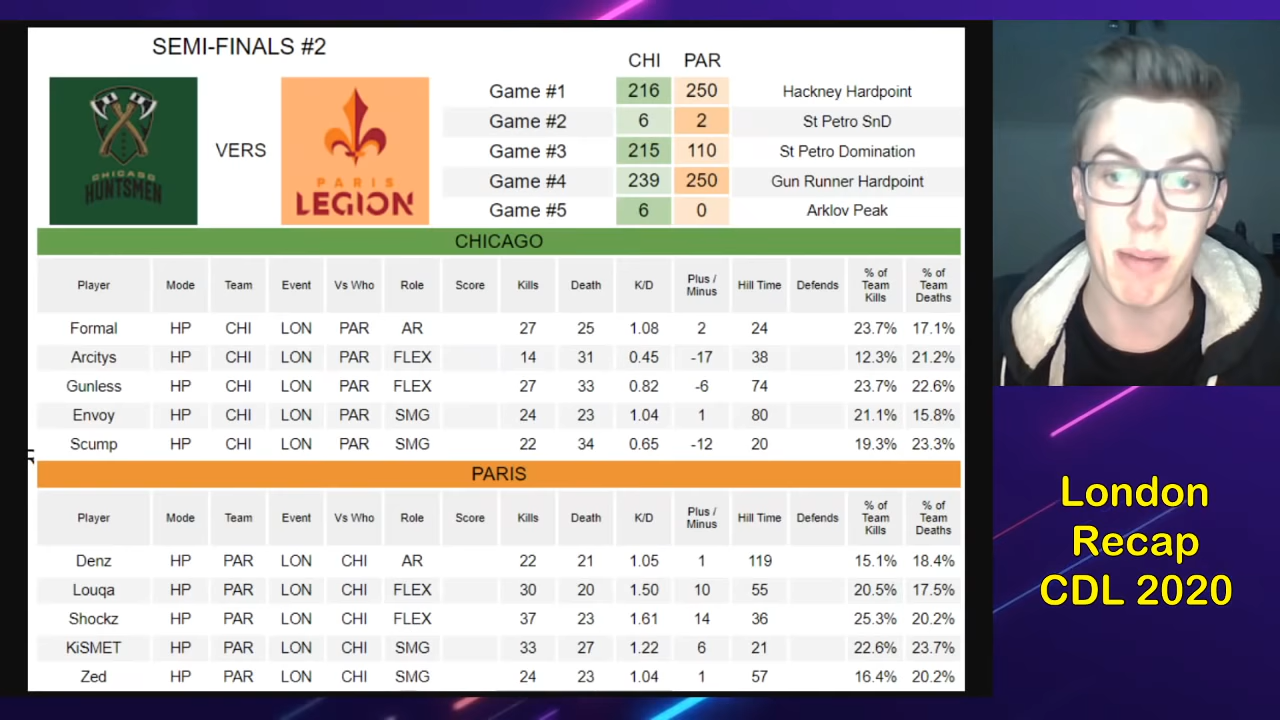 SEMI-FINALS #2
CHI PAR
CHICAGO
HUNTSMEN
VERS
PARIS
LEGION
Game #1 216 250 Hackney Hardpoint
Game #2 6 2 St Petro SnD
Game #3 215 110 St Petro Domination
Game #4 239 250 Gun Runner Hardpoint
Game #5 6 0 Arklov Peak
CHICAGO
Player Mode Team Event Vs Who Role Score Kills Death K/D Plus / Minus Hill Time Defends % of Team Kills % of Team Deaths
Formal HP CHI LON PAR AR 27 25 1.08 2 24 23.7% 17.1%
Arcitys HP CHI LON PAR FLEX 14 31 0.45 -17 38 12.3% 21.2%
Gunless HP CHI LON PAR FLEX 27 33 0.82 -6 74 23.7% 22.6%
Envoy HP CHI LON PAR SMG 24 23 1.04 1 80 21.1% 15.8%
Scump HP CHI LON PAR SMG 22 34 0.65 -12 20 19.3% 23.3%
PARIS
Player Mode Team Event Vs Who Role Score Kills Death K/D Plus / Minus Hill Time Defends % of Team Kills % of Team Deaths
Denz HP PAR LON CHI AR 22 21 1.05 1 119 15.1% 18.4%
Louqa HP PAR LON CHI FLEX 30 20 1.50 10 55 20.5% 17.5%
Shockz HP PAR LON CHI FLEX 37 23 1.61 14 36 25.3% 20.2%
KiSMET HP PAR LON CHI SMG 33 27 1.22 6 21 22.6% 23.7%
Zed HP PAR LON CHI SMG 24 23 1.04 1 57 16.4% 20.2%
London
Recap
CDL 2020